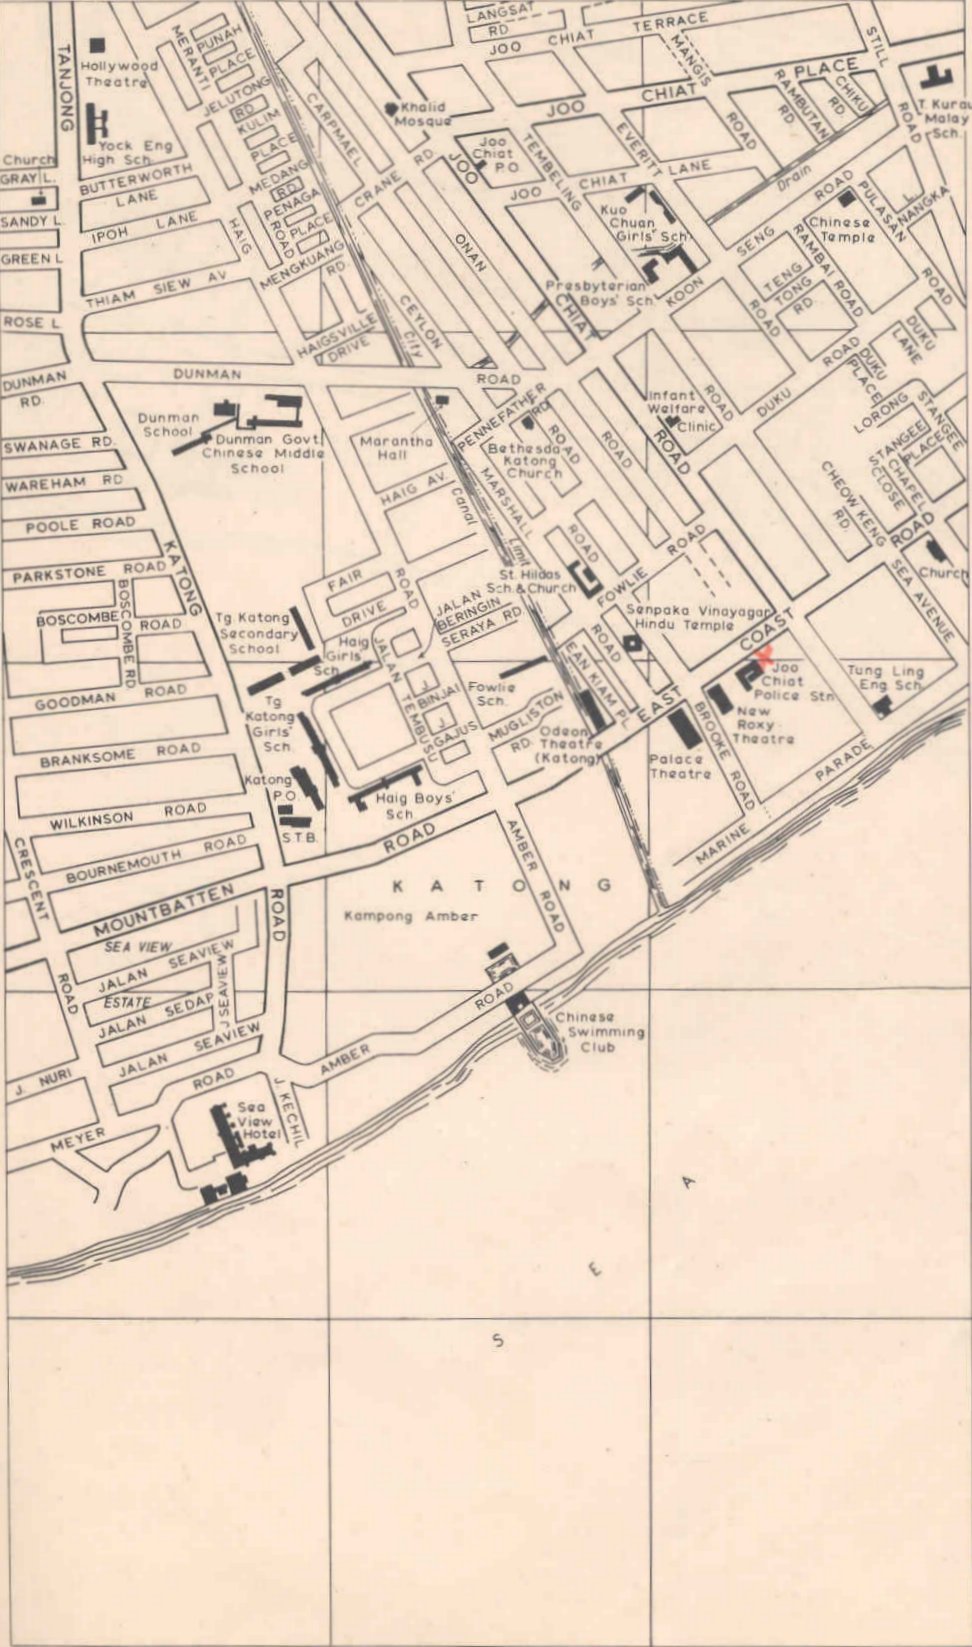 TANJONG
Hollywood
Theatre
MERANTI
PUNAH
PLACE
JELUTONG
RD
KULIM
PLACE
MEDANG
RD
PENAGA
PLACE
ROAD
MENGKUANG
RD.
CARPMAEL
Khalid
Mosque
LANGSAT
RD
JOO CHIAT TERRACE
MANGIS
STILL
ROAD
JOO CHIAT PLACE
RAMBUTAN
RD
CHIKU
RD.
T. Kurau
Malay
Sch.
Yock Eng
High Sch.
Church
GRAY L.
SANDY L.
GREEN L
ROSE L
BUTTERWORTH
LANE
IPOH LANE
THIAM SIEW AV
HAIG
CRANE RD.
Joo
Chiat
P.O
JOO CHIAT LANE
TEMBELING
EVERITT
ROAD
Kuo
Chuan
Girls' Sch.
Drain
Presbyterian
Boys' Sch.
KOON SENG ROAD
Chinese
Temple
PULASAN
ROAD
L. NANGKA
TENG
TONG
RD
RAMBAI ROAD
ROAD
DUKU
LANE
DUKU
PLACE
DUKU ROAD
JOO
CHIAT
ROAD
ONAN
ROAD
CEYLON
City
HAIGSVILLE
DRIVE
DUNMAN
RD.
DUNMAN ROAD
Dunman
School
Dunman Govt.
Chinese Middle
School
Marantha
Hall
HAIG AV.
Canal
PENNEFATHER
RD
Bethesda
Katong
Church
Infant
Welfare
Clinic
ROAD
LORONG
STANGEE
STANGEE
PLACE
STANGEE
CLOSE
CHAPEL
ROAD
CHEOW KENG
RD.
Church
SEA AVENUE
SWANAGE RD.
WAREHAM RD
POOLE ROAD
PARKSTONE ROAD
BOSCOMBE ROAD
BOSCOMBE RD
GOODMAN ROAD
BRANKSOME ROAD
WILKINSON ROAD
BOURNEMOUTH ROAD
MOUNTBATTEN
ROAD
CRESCENT
ROAD
KATONG
ROAD
MARSHALL
ROAD
Limit
St. Hildas
Sch. & Church
FOWLIE ROAD
FAIR
DRIVE
ROAD
JALAN
BERINGIN
SERAYA RD.
Tg Katong
Secondary
School
Haig
Girls'
Sch.
JALAN
TEMBUSU
J.
BINJAI
J.
GAJUS
Fowlie
Sch.
MUGLISTON
RD.
EAN KIAM PL
Odeon
Theatre
(Katong)
Senpaka Vinayagar
Hindu Temple
EAST COAST ROAD
Joo
Chiat
Police Stn.
New
Roxy
Theatre
Palace
Theatre
BROOKE ROAD
Tung Ling
Eng. Sch.
MARINE PARADE
Tg
Katong
Girls'
Sch.
Katong
P.O.
S.T.B.
Haig Boys'
Sch
AMBER
ROAD
KATONG
Kampong Amber
SEA VIEW
ESTATE
JALAN SEAVIEW
JALAN SEDAP
J SEAVIEW
JALAN SEAVIEW
J. NURI
MEYER ROAD
J. KECHIL
AMBER ROAD
Chinese
Swimming
Club
Sea
View
Hotel
SEA